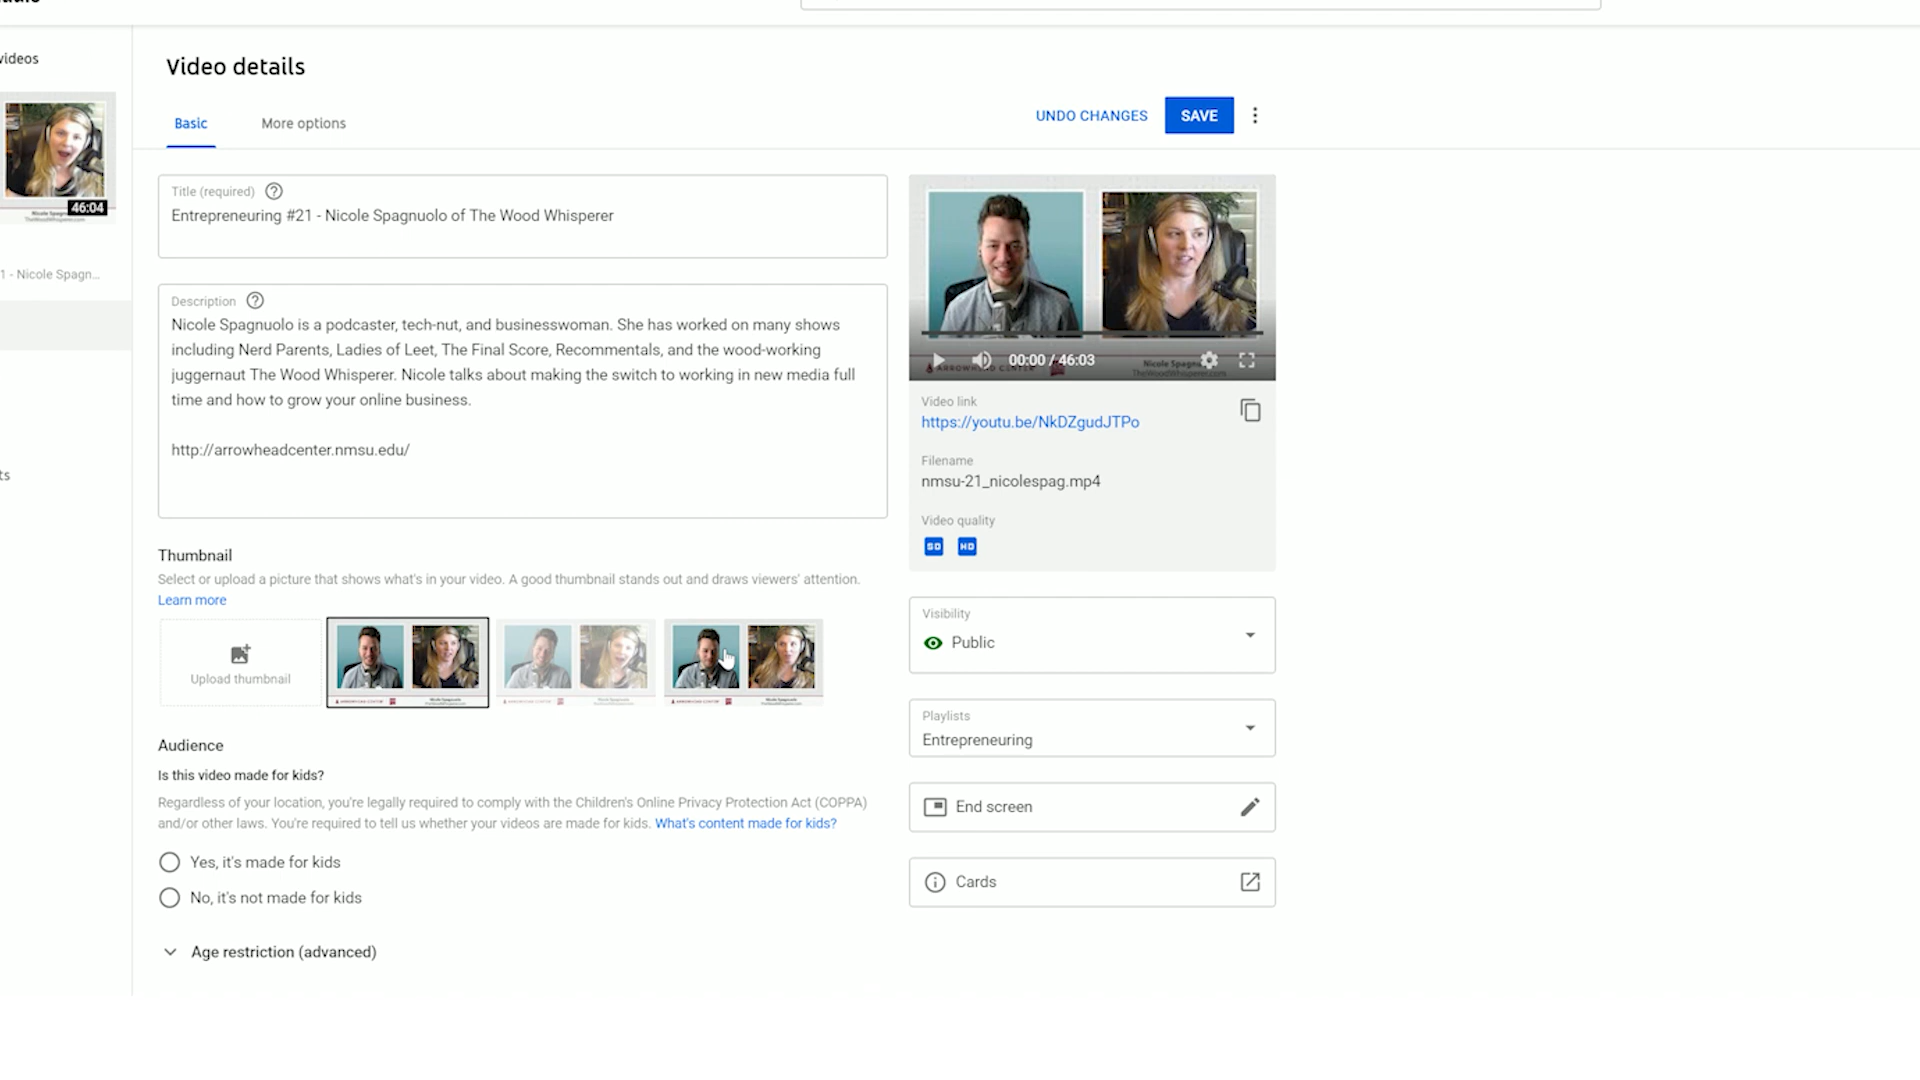 videos
Video details
Basic
More options
UNDO CHANGES
SAVE
46:04
1 - Nicole Spagn...
ts
Title (required)
Entrepreneuring #21 - Nicole Spagnuolo of The Wood Whisperer
Description
Nicole Spagnuolo is a podcaster, tech-nut, and businesswoman. She has worked on many shows
including Nerd Parents, Ladies of Leet, The Final Score, Recommentals, and the wood-working
juggernaut The Wood Whisperer. Nicole talks about making the switch to working in new media full
time and how to grow your online business.
http://arrowheadcenter.nmsu.edu/
Thumbnail
Select or upload a picture that shows what's in your video. A good thumbnail stands out and draws viewers' attention.
Learn more
Upload thumbnail
Audience
Is this video made for kids?
Regardless of your location, you're legally required to comply with the Children's Online Privacy Protection Act (COPPA)
and/or other laws. You're required to tell us whether your videos are made for kids. What's content made for kids?
Yes, it's made for kids
No, it's not made for kids
Age restriction (advanced)
00:00 / 46:03
ARROWHEAD CENTER
Nicole Spagnu
TheWoodWhisperer.com
Video link
https://youtu.be/NkDZgudJTPo
Filename
nmsu-21_nicolespag.mp4
Video quality
SD HD
Visibility
Public
Playlists
Entrepreneuring
End screen
Cards